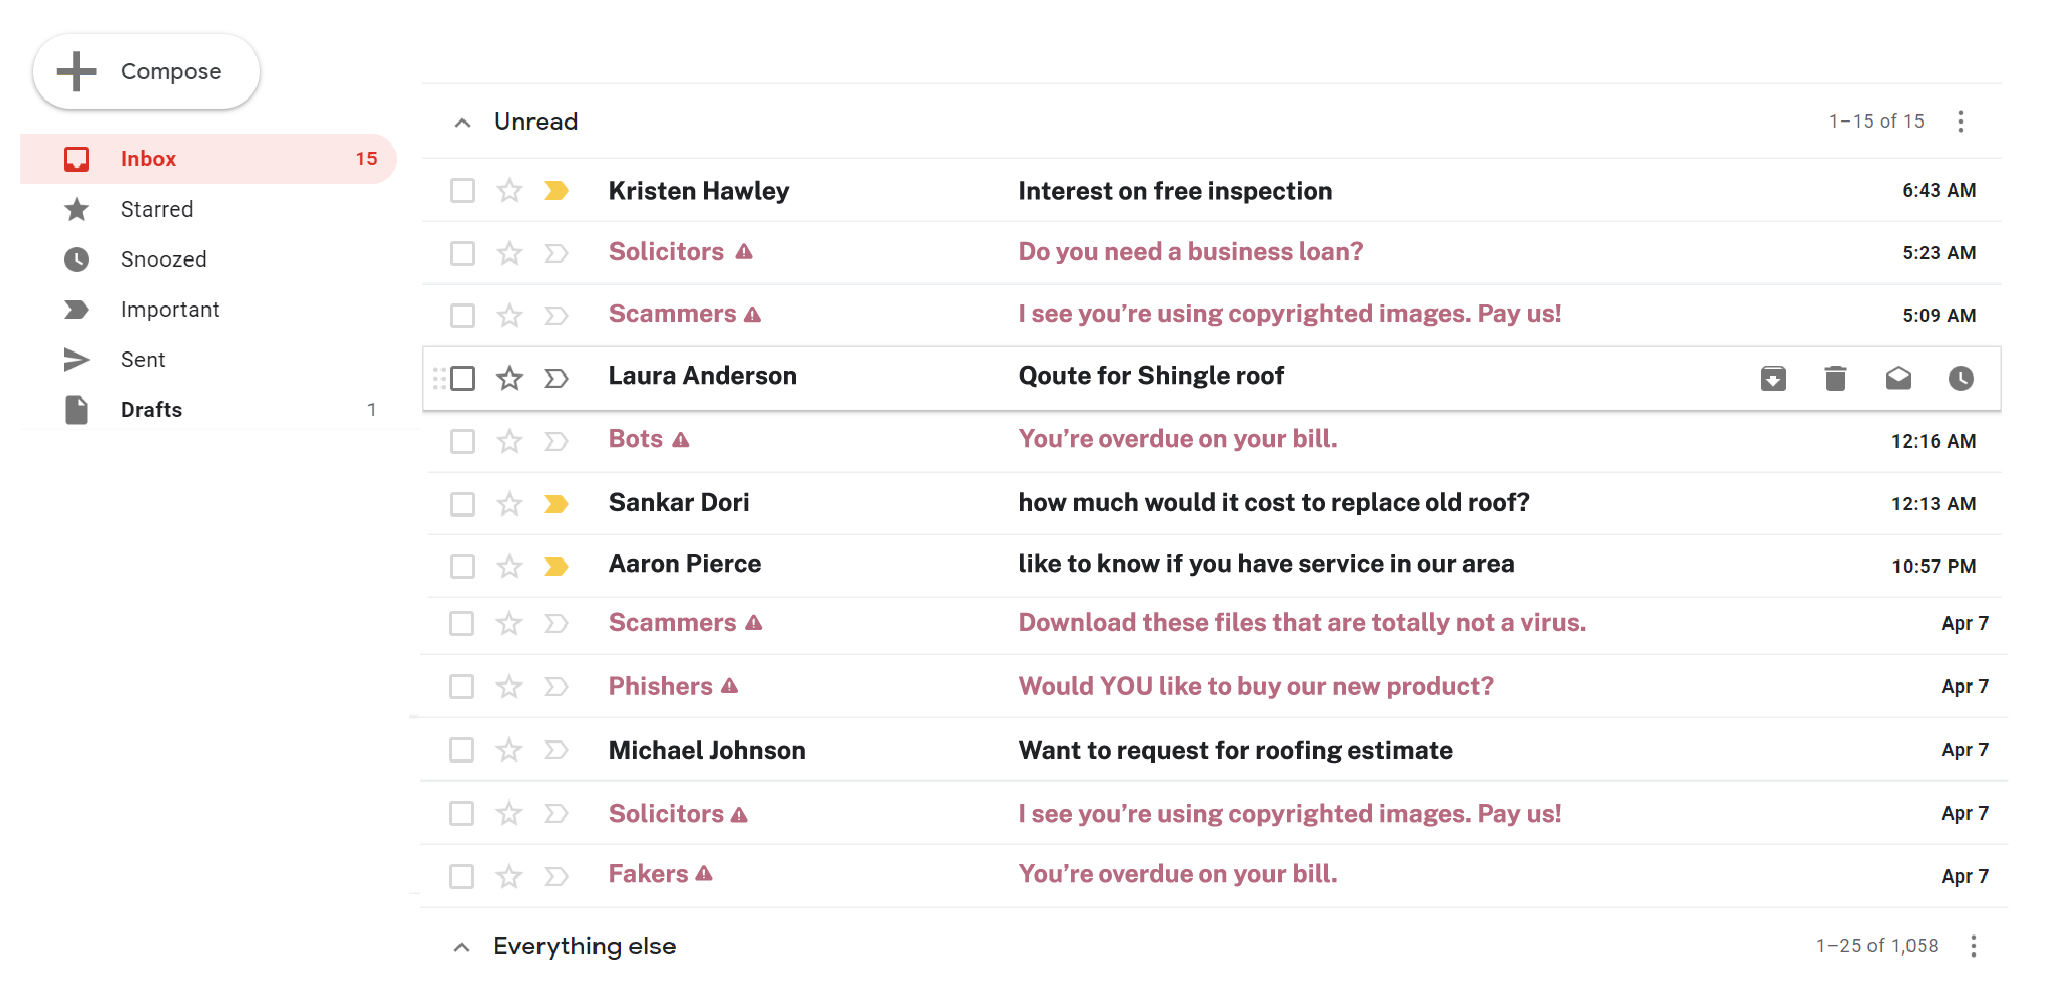 Compose
Inbox 15
Starred
Snoozed
Important
Sent
Drafts 1
Unread 1–15 of 15
Kristen Hawley Interest on free inspection 6:43 AM
Solicitors Do you need a business loan? 5:23 AM
Scammers I see you’re using copyrighted images. Pay us! 5:09 AM
Laura Anderson Qoute for Shingle roof
Bots You’re overdue on your bill. 12:16 AM
Sankar Dori how much would it cost to replace old roof? 12:13 AM
Aaron Pierce like to know if you have service in our area 10:57 PM
Scammers Download these files that are totally not a virus. Apr 7
Phishers Would YOU like to buy our new product? Apr 7
Michael Johnson Want to request for roofing estimate Apr 7
Solicitors I see you’re using copyrighted images. Pay us! Apr 7
Fakers You’re overdue on your bill. Apr 7
Everything else 1–25 of 1,058